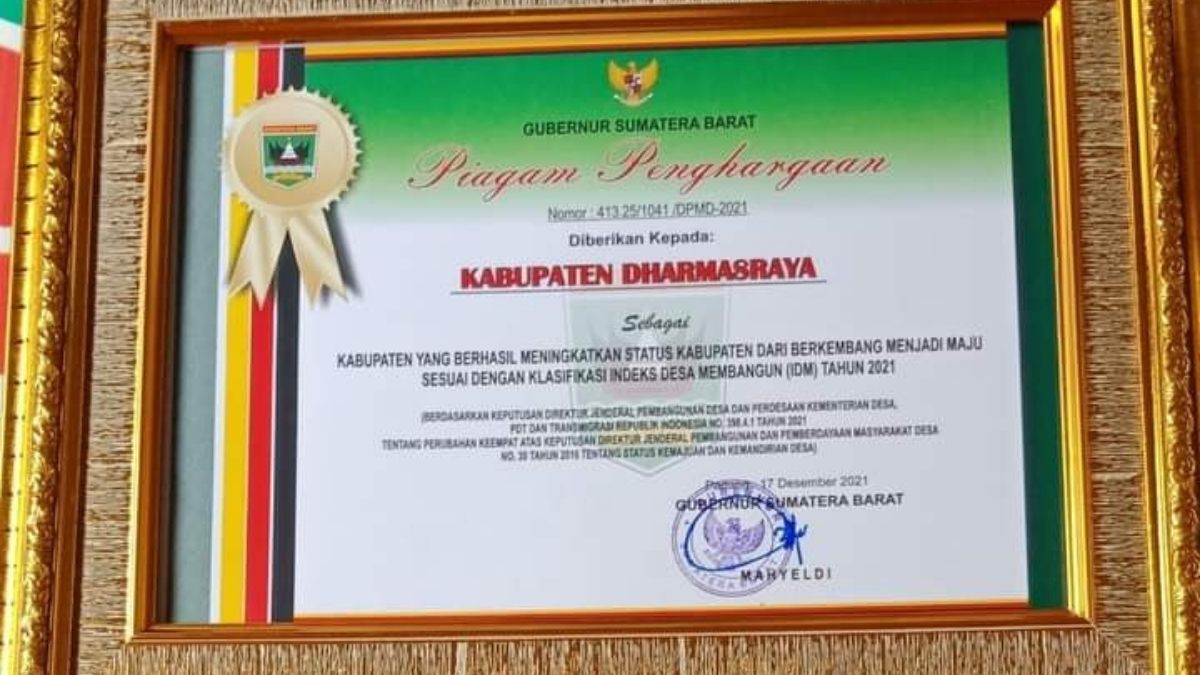 GUBERNUR SUMATERA BARAT
Piagam Penghargaan
Nomor : 413.25/1041 /DPMD-2021
Diberikan Kepada:
KABUPATEN DHARMASRAYA
Sebagai
KABUPATEN YANG BERHASIL MENINGKATKAN STATUS KABUPATEN DARI BERKEMBANG MENJADI MAJU
SESUAI DENGAN KLASIFIKASI INDEKS DESA MEMBANGUN (IDM) TAHUN 2021
(BERDASARKAN KEPUTUSAN DIREKTUR JENDERAL PEMBANGUNAN DESA DAN PERDESAAN KEMENTERIAN DESA,
PDT DAN TRANSMIGRASI REPUBLIK INDONESIA NO. 398.4.1 TAHUN 2021
TENTANG PERUBAHAN KEEMPAT ATAS KEPUTUSAN DIREKTUR JENDERAL PEMBANGUNAN DAN PEMBERDAYAAN MASYARAKAT DESA
NO. 30 TAHUN 2016 TENTANG STATUS KEMAJUAN DAN KEMANDIRIAN DESA)
Padang, 17 Desember 2021
GUBERNUR SUMATERA BARAT
MAHYELDI